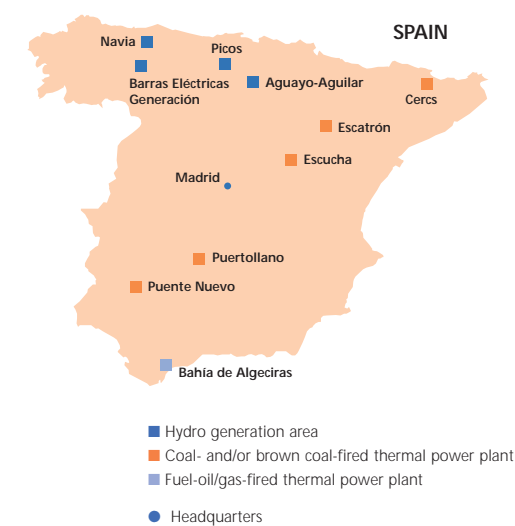 SPAIN
Navia
Picos
Barras Eléctricas
Generación
Aguayo-Aguilar
Cercs
Escatrón
Escucha
Madrid
Puertollano
Puente Nuevo
Bahía de Algeciras
Hydro generation area
Coal- and/or brown coal-fired thermal power plant
Fuel-oil/gas-fired thermal power plant
Headquarters